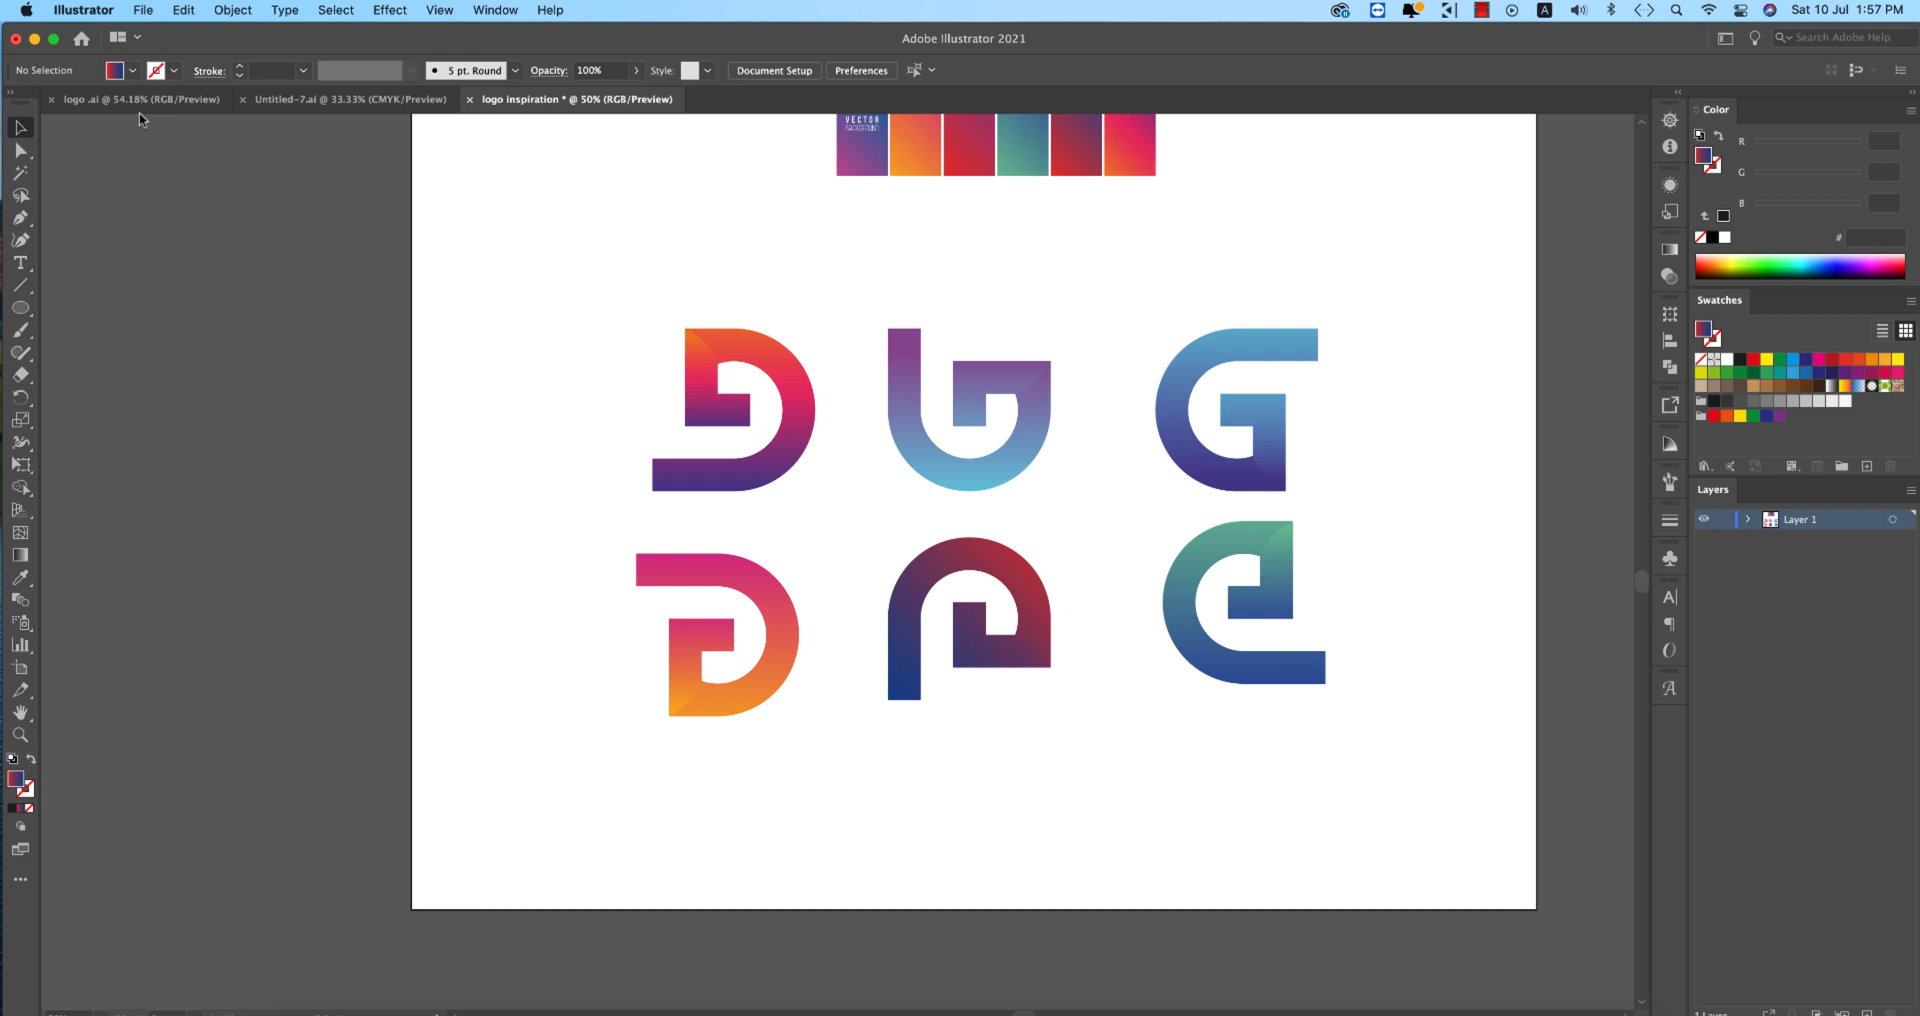 Illustrator File Edit Object Type Select Effect View Window Help
A
Sat 10 Jul 1:57 PM
Adobe Illustrator 2021
Search Adobe Help
No Selection
Stroke:
5 pt. Round
Opacity: 100%
Style:
Document Setup
Preferences
logo .ai @ 54.18% (RGB/Preview)
Untitled-7.ai @ 33.33% (CMYK/Preview)
logo inspiration * @ 50% (RGB/Preview)
Color
VECTOR
BACKGROUND
R
G
B
#
Swatches
Layers
Layer 1